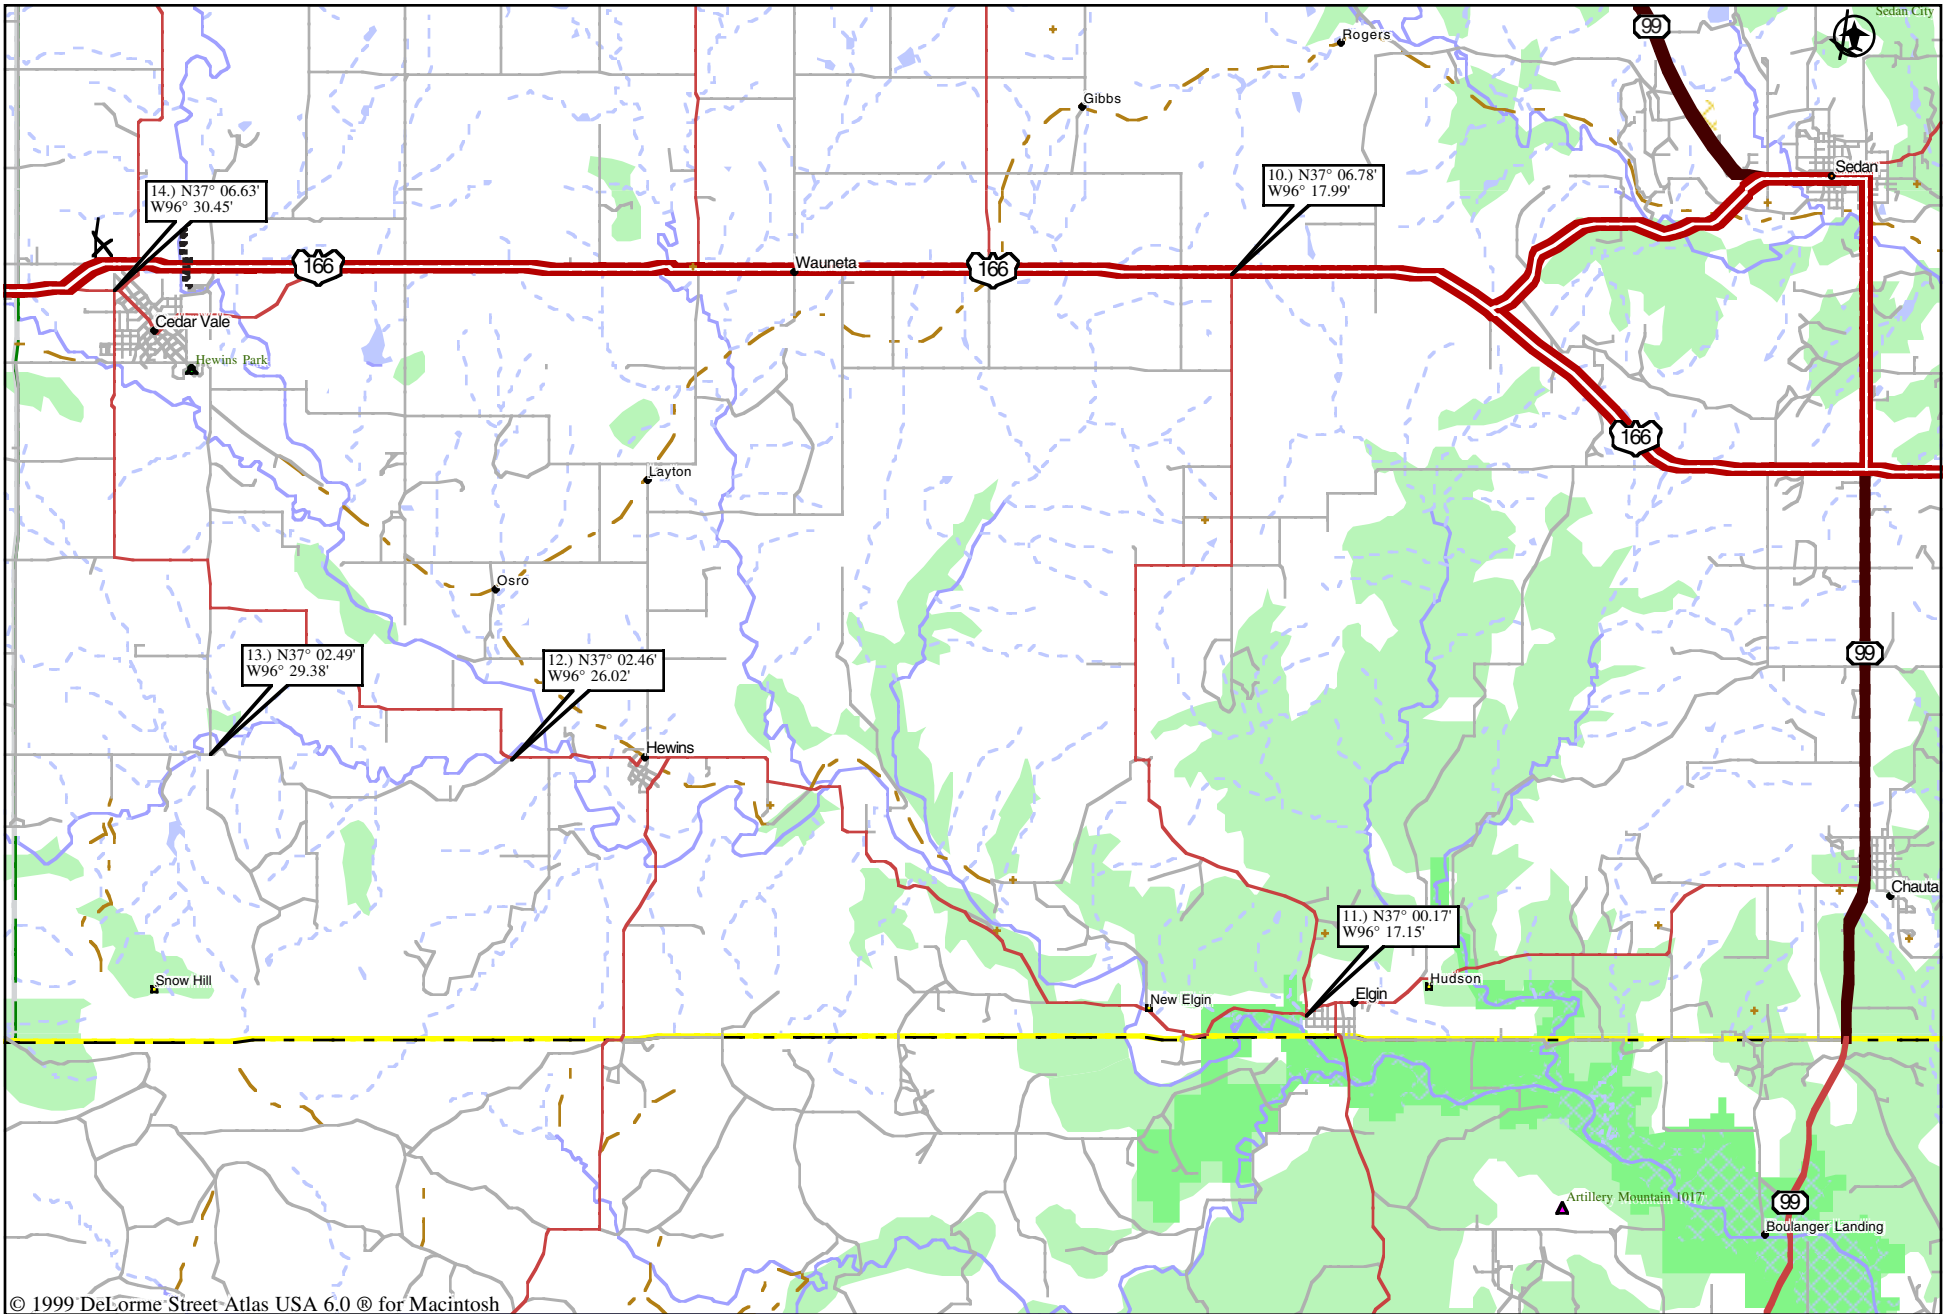 Sedan City
99
Rogers
Gibbs
Sedan
14.) N37° 06.63'
W96° 30.45'
10.) N37° 06.78'
W96° 17.99'
166
Wauneta
166
Cedar Vale
Hewins Park
166
Layton
Osro
99
13.) N37° 02.49'
W96° 29.38'
12.) N37° 02.46'
W96° 26.02'
Hewins
Chauta
11.) N37° 00.17'
W96° 17.15'
Snow Hill
Hudson
New Elgin
Elgin
Artillery Mountain 1017'
99
Boulanger Landing
© 1999 DeLorme Street Atlas USA 6.0 ® for Macintosh